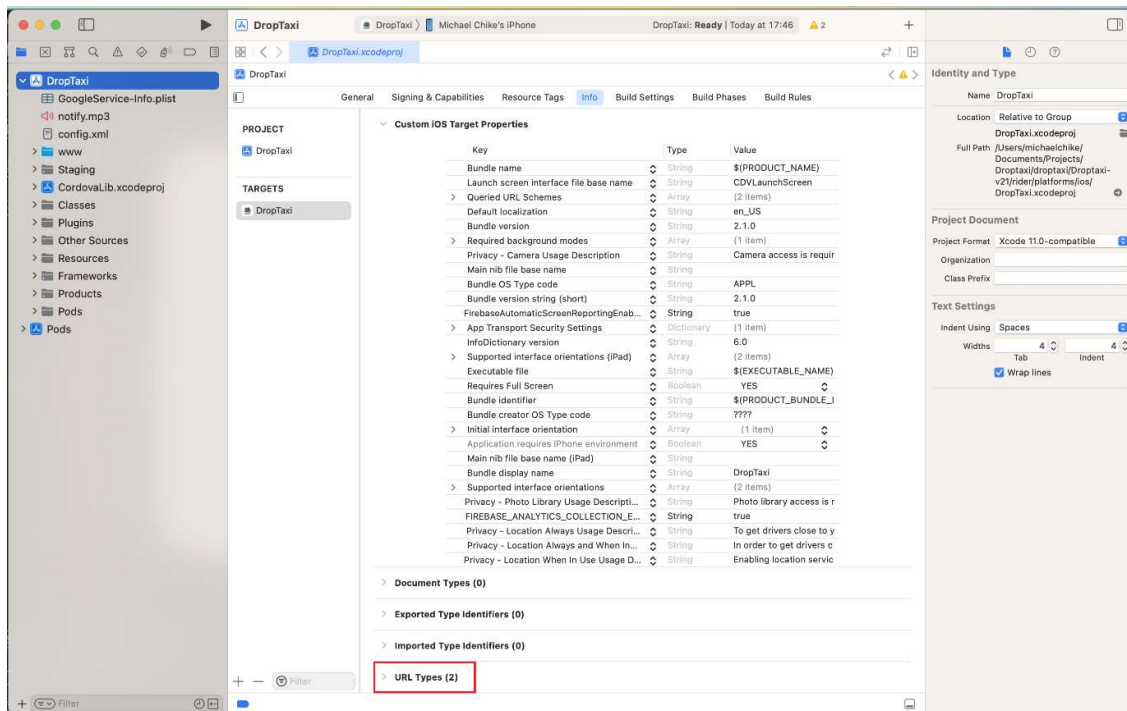 DropTaxi
DropTaxi
Michael Chike's iPhone
DropTaxi: Ready | Today at 17:46
2
DropTaxi.xcodeproj
DropTaxi
General Signing & Capabilities Resource Tags Info Build Settings Build Phases Build Rules
DropTaxi
GoogleService-Info.plist
notify.mp3
config.xml
www
Staging
CordovaLib.xcodeproj
Classes
Plugins
Other Sources
Resources
Frameworks
Products
Pods
Pods
Filter
PROJECT
DropTaxi
TARGETS
DropTaxi
Filter
Custom iOS Target Properties
Key Type Value
Bundle name String $(PRODUCT_NAME)
Launch screen interface file base name String CDVLaunchScreen
Queried URL Schemes Array (2 items)
Default localization String en_US
Bundle version String 2.1.0
Required background modes Array (1 item)
Privacy - Camera Usage Description String Camera access is requir
Main nib file base name String
Bundle OS Type code String APPL
Bundle version string (short) String 2.1.0
FirebaseAutomaticScreenReportingEnab... String true
App Transport Security Settings Dictionary (1 item)
InfoDictionary version String 6.0
Supported interface orientations (iPad) Array (2 items)
Executable file String $(EXECUTABLE_NAME)
Requires Full Screen Boolean YES
Bundle identifier String $(PRODUCT_BUNDLE_I
Bundle creator OS Type code String ????
Initial interface orientation Array (1 item)
Application requires iPhone environment Boolean YES
Main nib file base name (iPad) String
Bundle display name String DropTaxi
Supported interface orientations Array (2 items)
Privacy - Photo Library Usage Descripti... String Photo library access is r
FIREBASE_ANALYTICS_COLLECTION_E... String true
Privacy - Location Always Usage Descri... String To get drivers close to y
Privacy - Location Always and When In... String In order to get drivers c
Privacy - Location When In Use Usage D... String Enabling location servic
Document Types (0)
Exported Type Identifiers (0)
Imported Type Identifiers (0)
URL Types (2)
Identity and Type
Name DropTaxi
Location Relative to Group
DropTaxi.xcodeproj
Full Path /Users/michaelchike/
Documents/Projects/
Droptaxi/droptaxi/Droptaxi-
v21/rider/platforms/ios/
DropTaxi.xcodeproj
Project Document
Project Format Xcode 11.0-compatible
Organization
Class Prefix
Text Settings
Indent Using Spaces
Widths 4 4
Tab Indent
Wrap lines